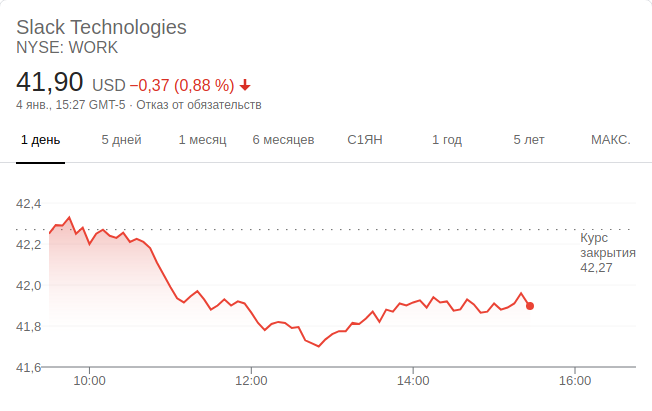 Slack Technologies
NYSE: WORK
41,90 USD −0,37 (0,88 %) ↓
4 янв., 15:27 GMT-5 · Отказ от обязательств
1 день 5 дней 1 месяц 6 месяцев С1ЯН 1 год 5 лет МАКС.
42,4
42,2
42,0
41,8
41,6
Курс
закрытия
42,27
10:00 12:00 14:00 16:00